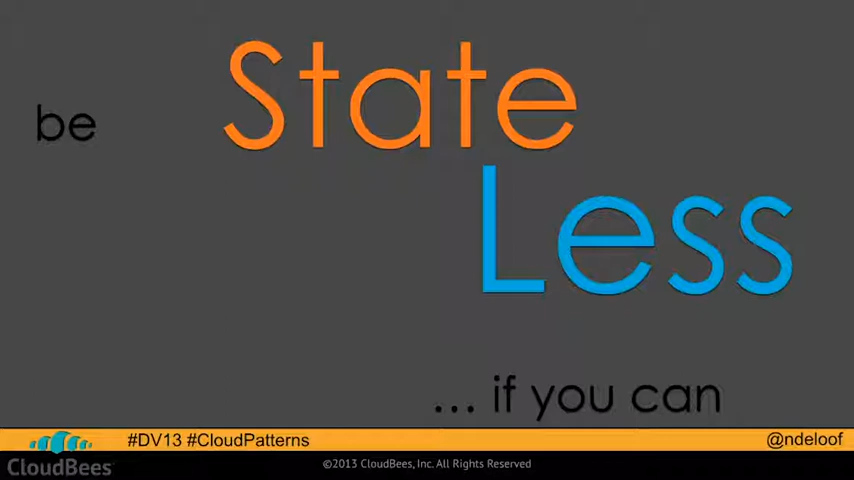 be
State
Less
... if you can
#DV13 #CloudPatterns
@ndeloof
CloudBees
©2013 CloudBees, Inc. All Rights Reserved